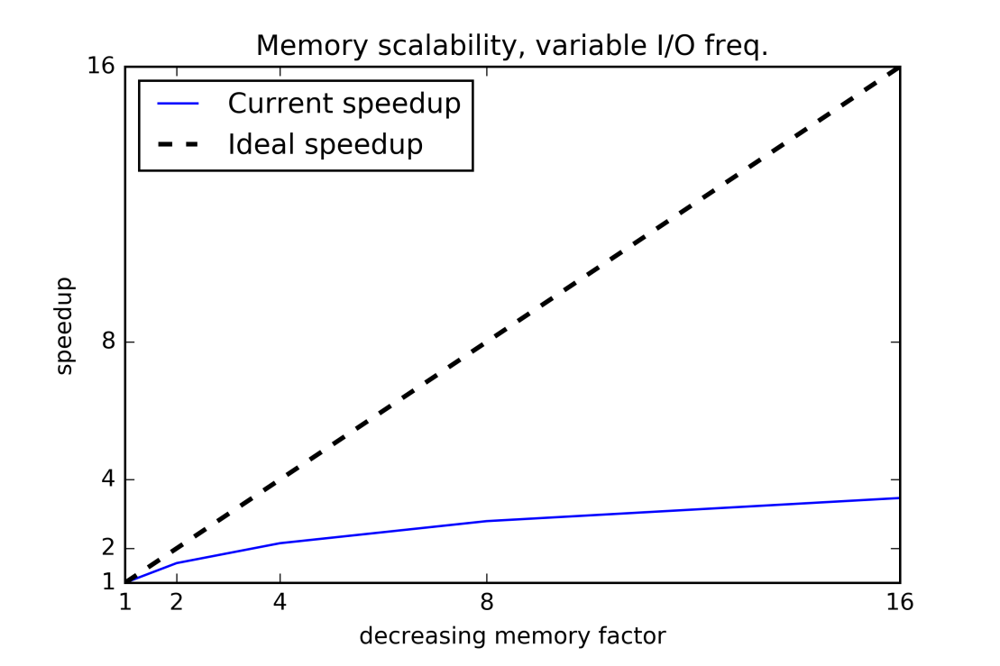 Memory scalability, variable I/O freq.
16
Current speedup
Ideal speedup
speedup
8
4
2
1
1 2 4 8 16
decreasing memory factor